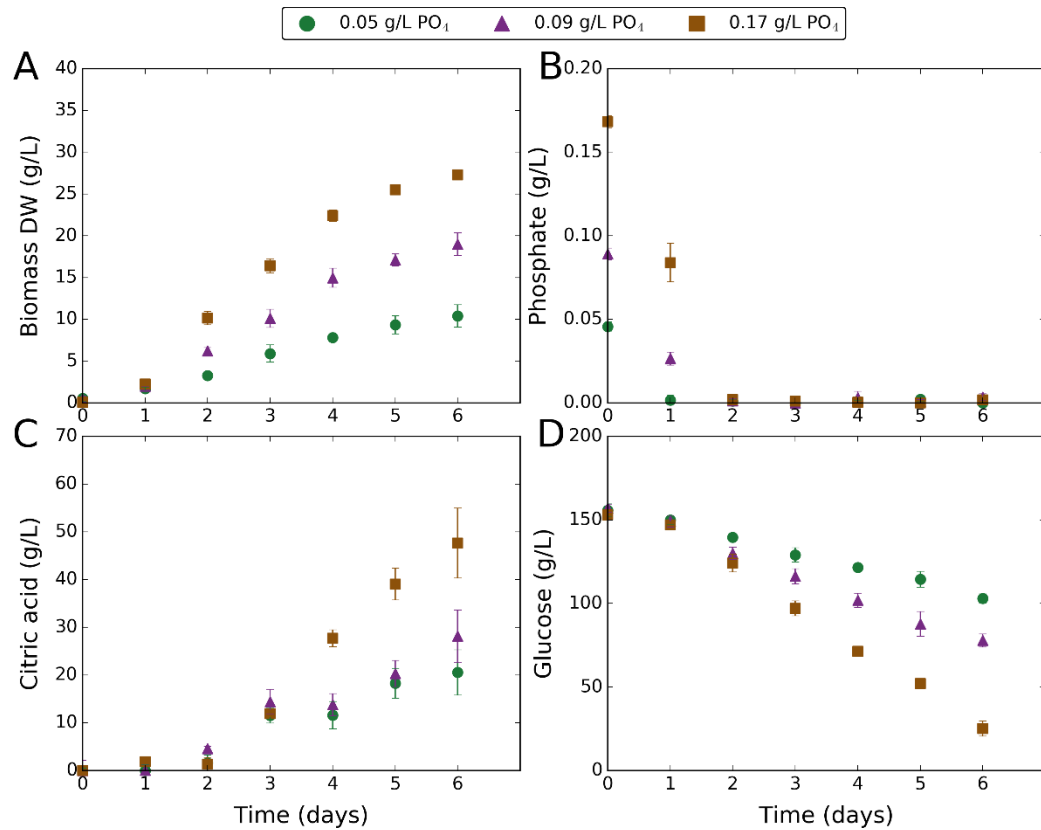 0.05 g/L PO₄ 0.09 g/L PO₄ 0.17 g/L PO₄
A
Biomass DW (g/L)
40
35
30
25
20
15
10
5
0
0 1 2 3 4 5 6
B
Phosphate (g/L)
0.20
0.15
0.10
0.05
0.00
0 1 2 3 4 5 6
C
Citric acid (g/L)
70
60
50
40
30
20
10
0
0 1 2 3 4 5 6
Time (days)
D
Glucose (g/L)
200
150
100
50
0
0 1 2 3 4 5 6
Time (days)